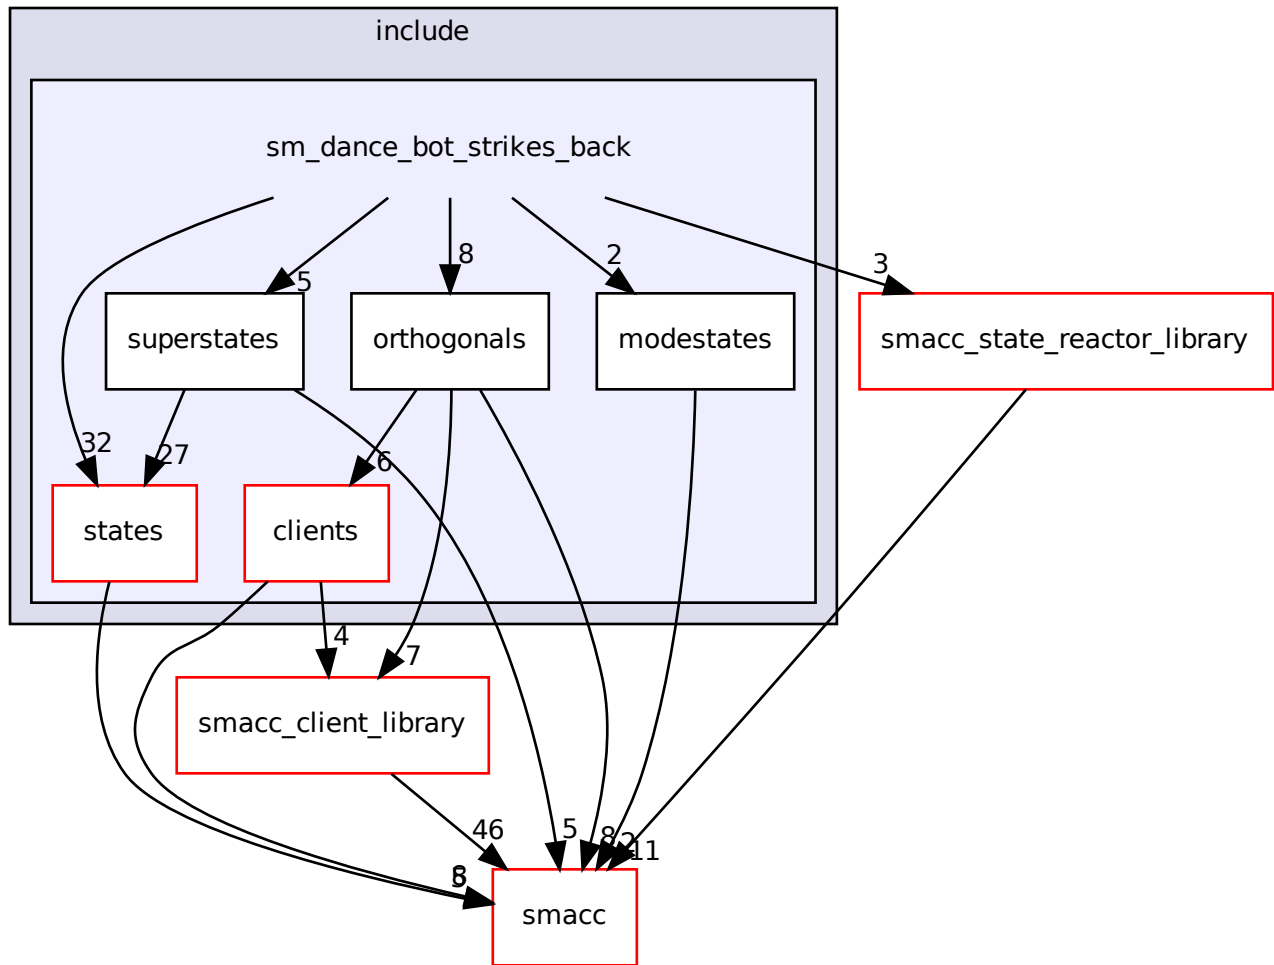 include
sm_dance_bot_strikes_back
5
8
2
3
superstates
orthogonals
modestates
smacc_state_reactor_library
32
27
6
states
clients
4
7
smacc_client_library
46
5
8
2
11
smacc